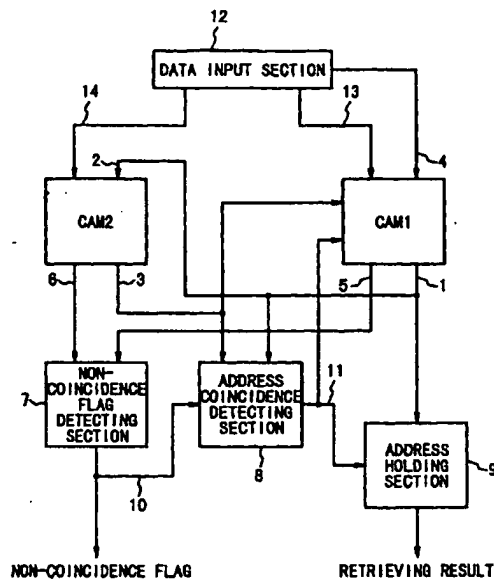 12
DATA INPUT SECTION
14
13
2
4
CAM2
CAM1
6
3
5
1
NON-
COINCIDENCE
FLAG
DETECTING
SECTION
7
ADDRESS
COINCIDENCE
DETECTING
SECTION
11
8
ADDRESS
HOLDING
SECTION
9
10
NON-COINCIDENCE FLAG
RETRIEVING RESULT